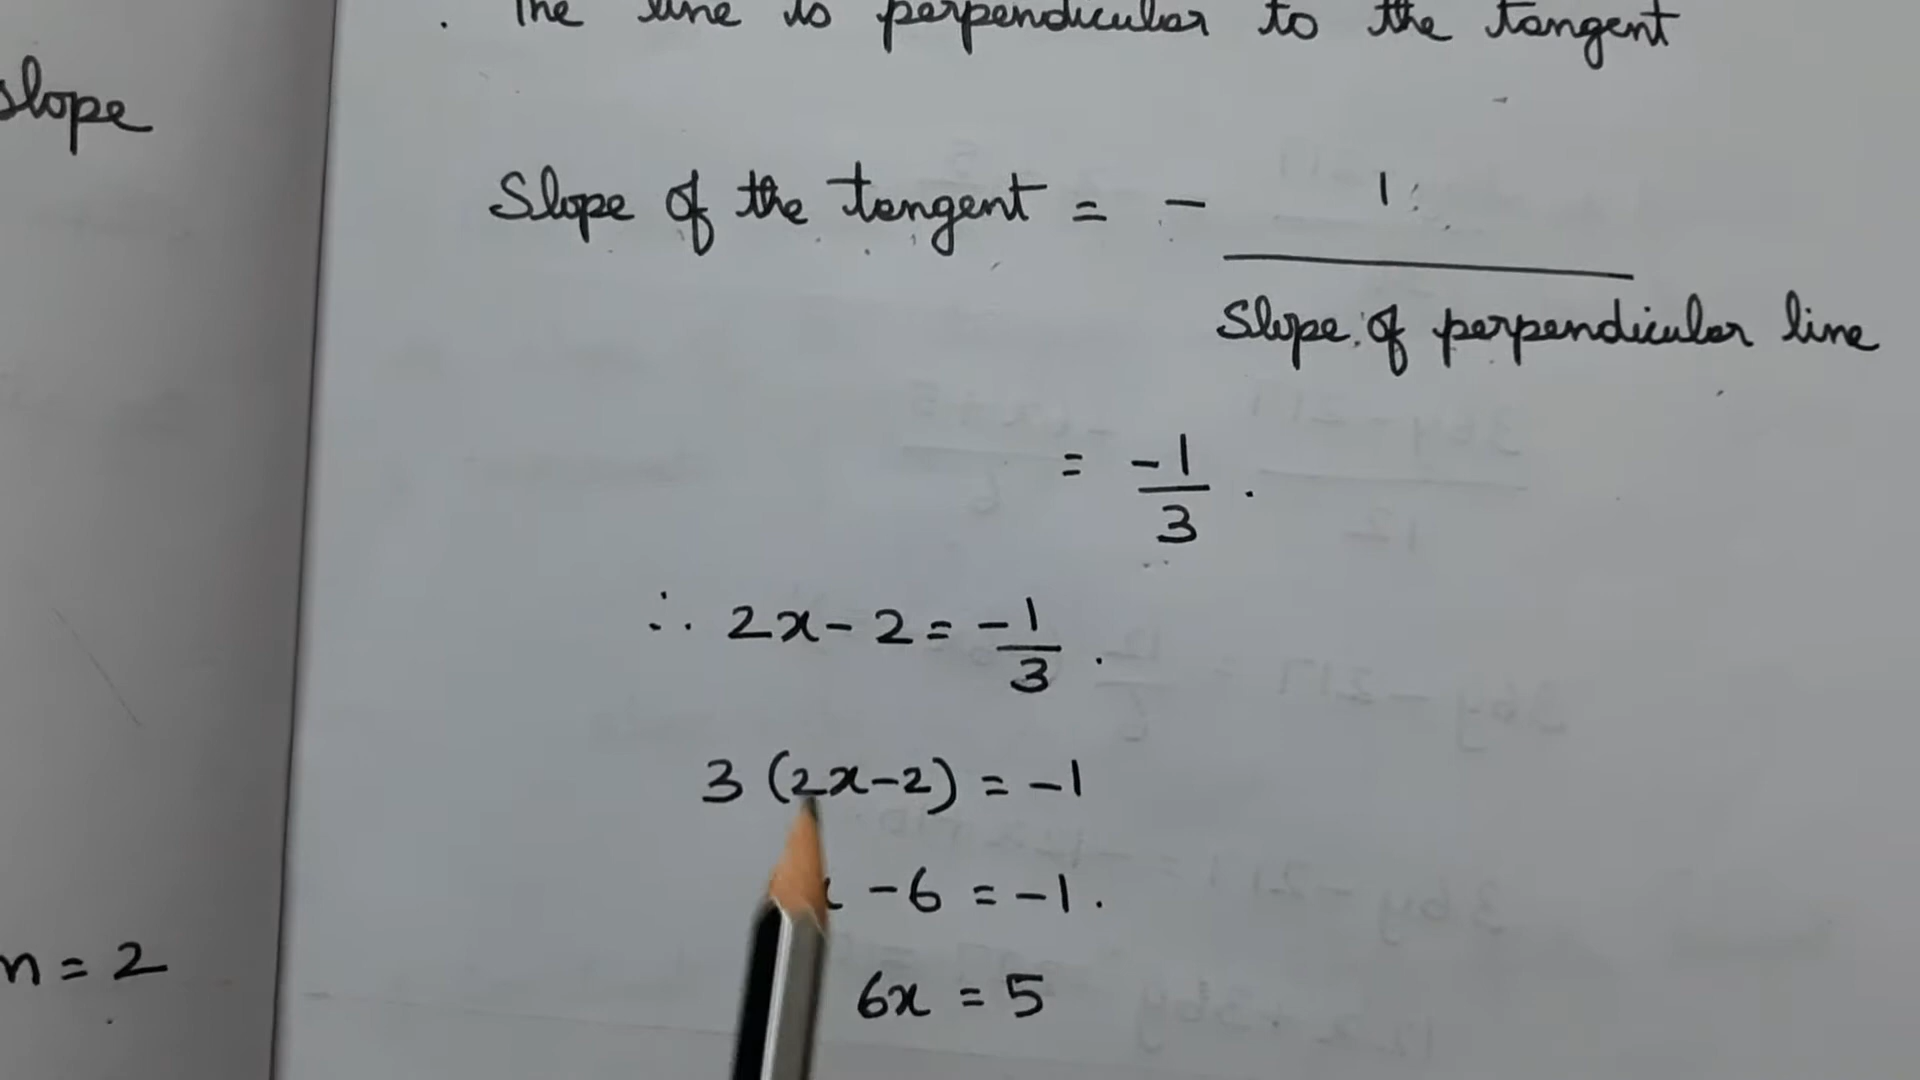 . The line is perpendicular to the tangent
slope
Slope of the tangent = - 1
Slope of perpendicular line
= -1/3 .
∴ 2x - 2 = -1/3 .
3 (2x-2) = -1
x - 6 = -1 .
m = 2
6x = 5